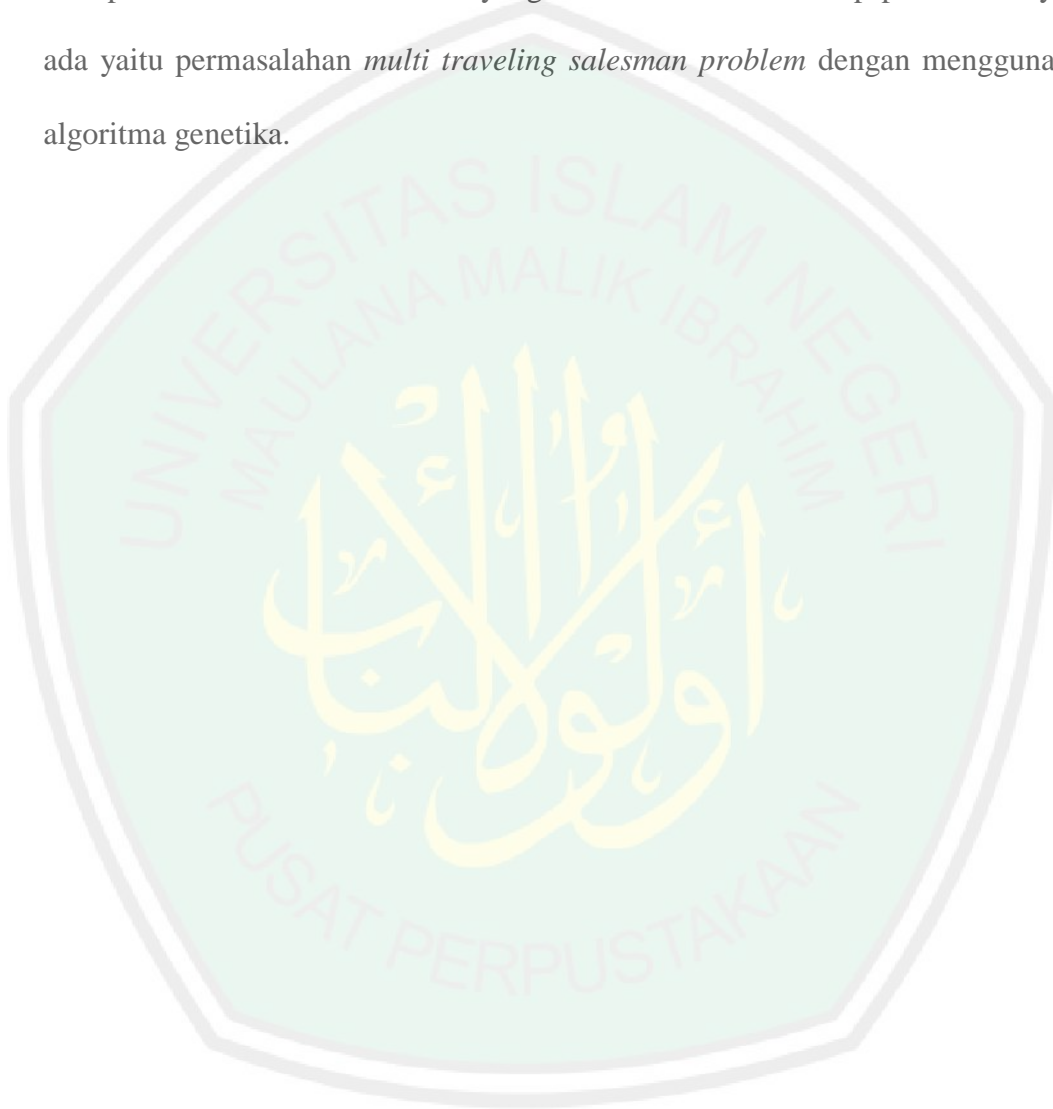 ada yaitu permasalahan multi traveling salesman problem dengan mengguna
algoritma genetika.
UNIVERSITAS ISLAM NEGERI
MAULANA MALIK IBRAHIM
أولو الألباب
PUSAT PERPUSTAKAAN